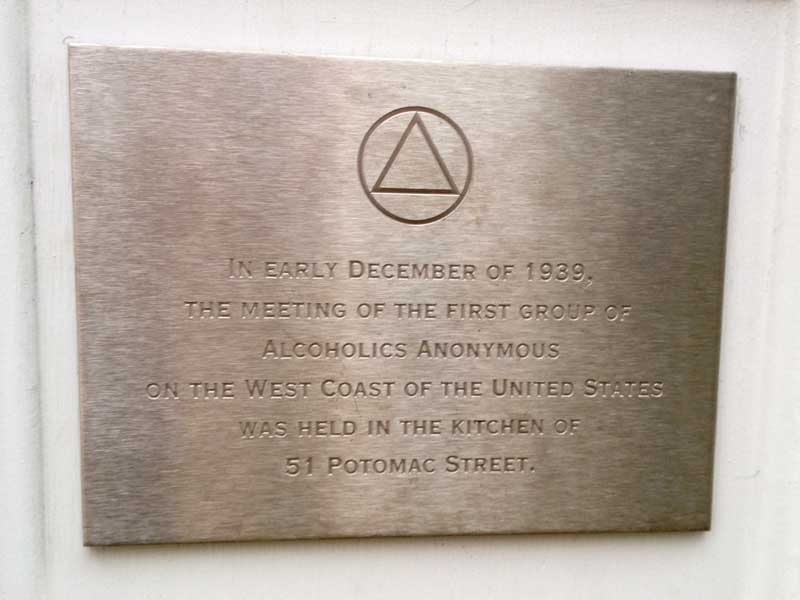 In early December of 1939,
the meeting of the first group of
Alcoholics Anonymous
on the West Coast of the United States
was held in the kitchen of
51 Potomac Street.